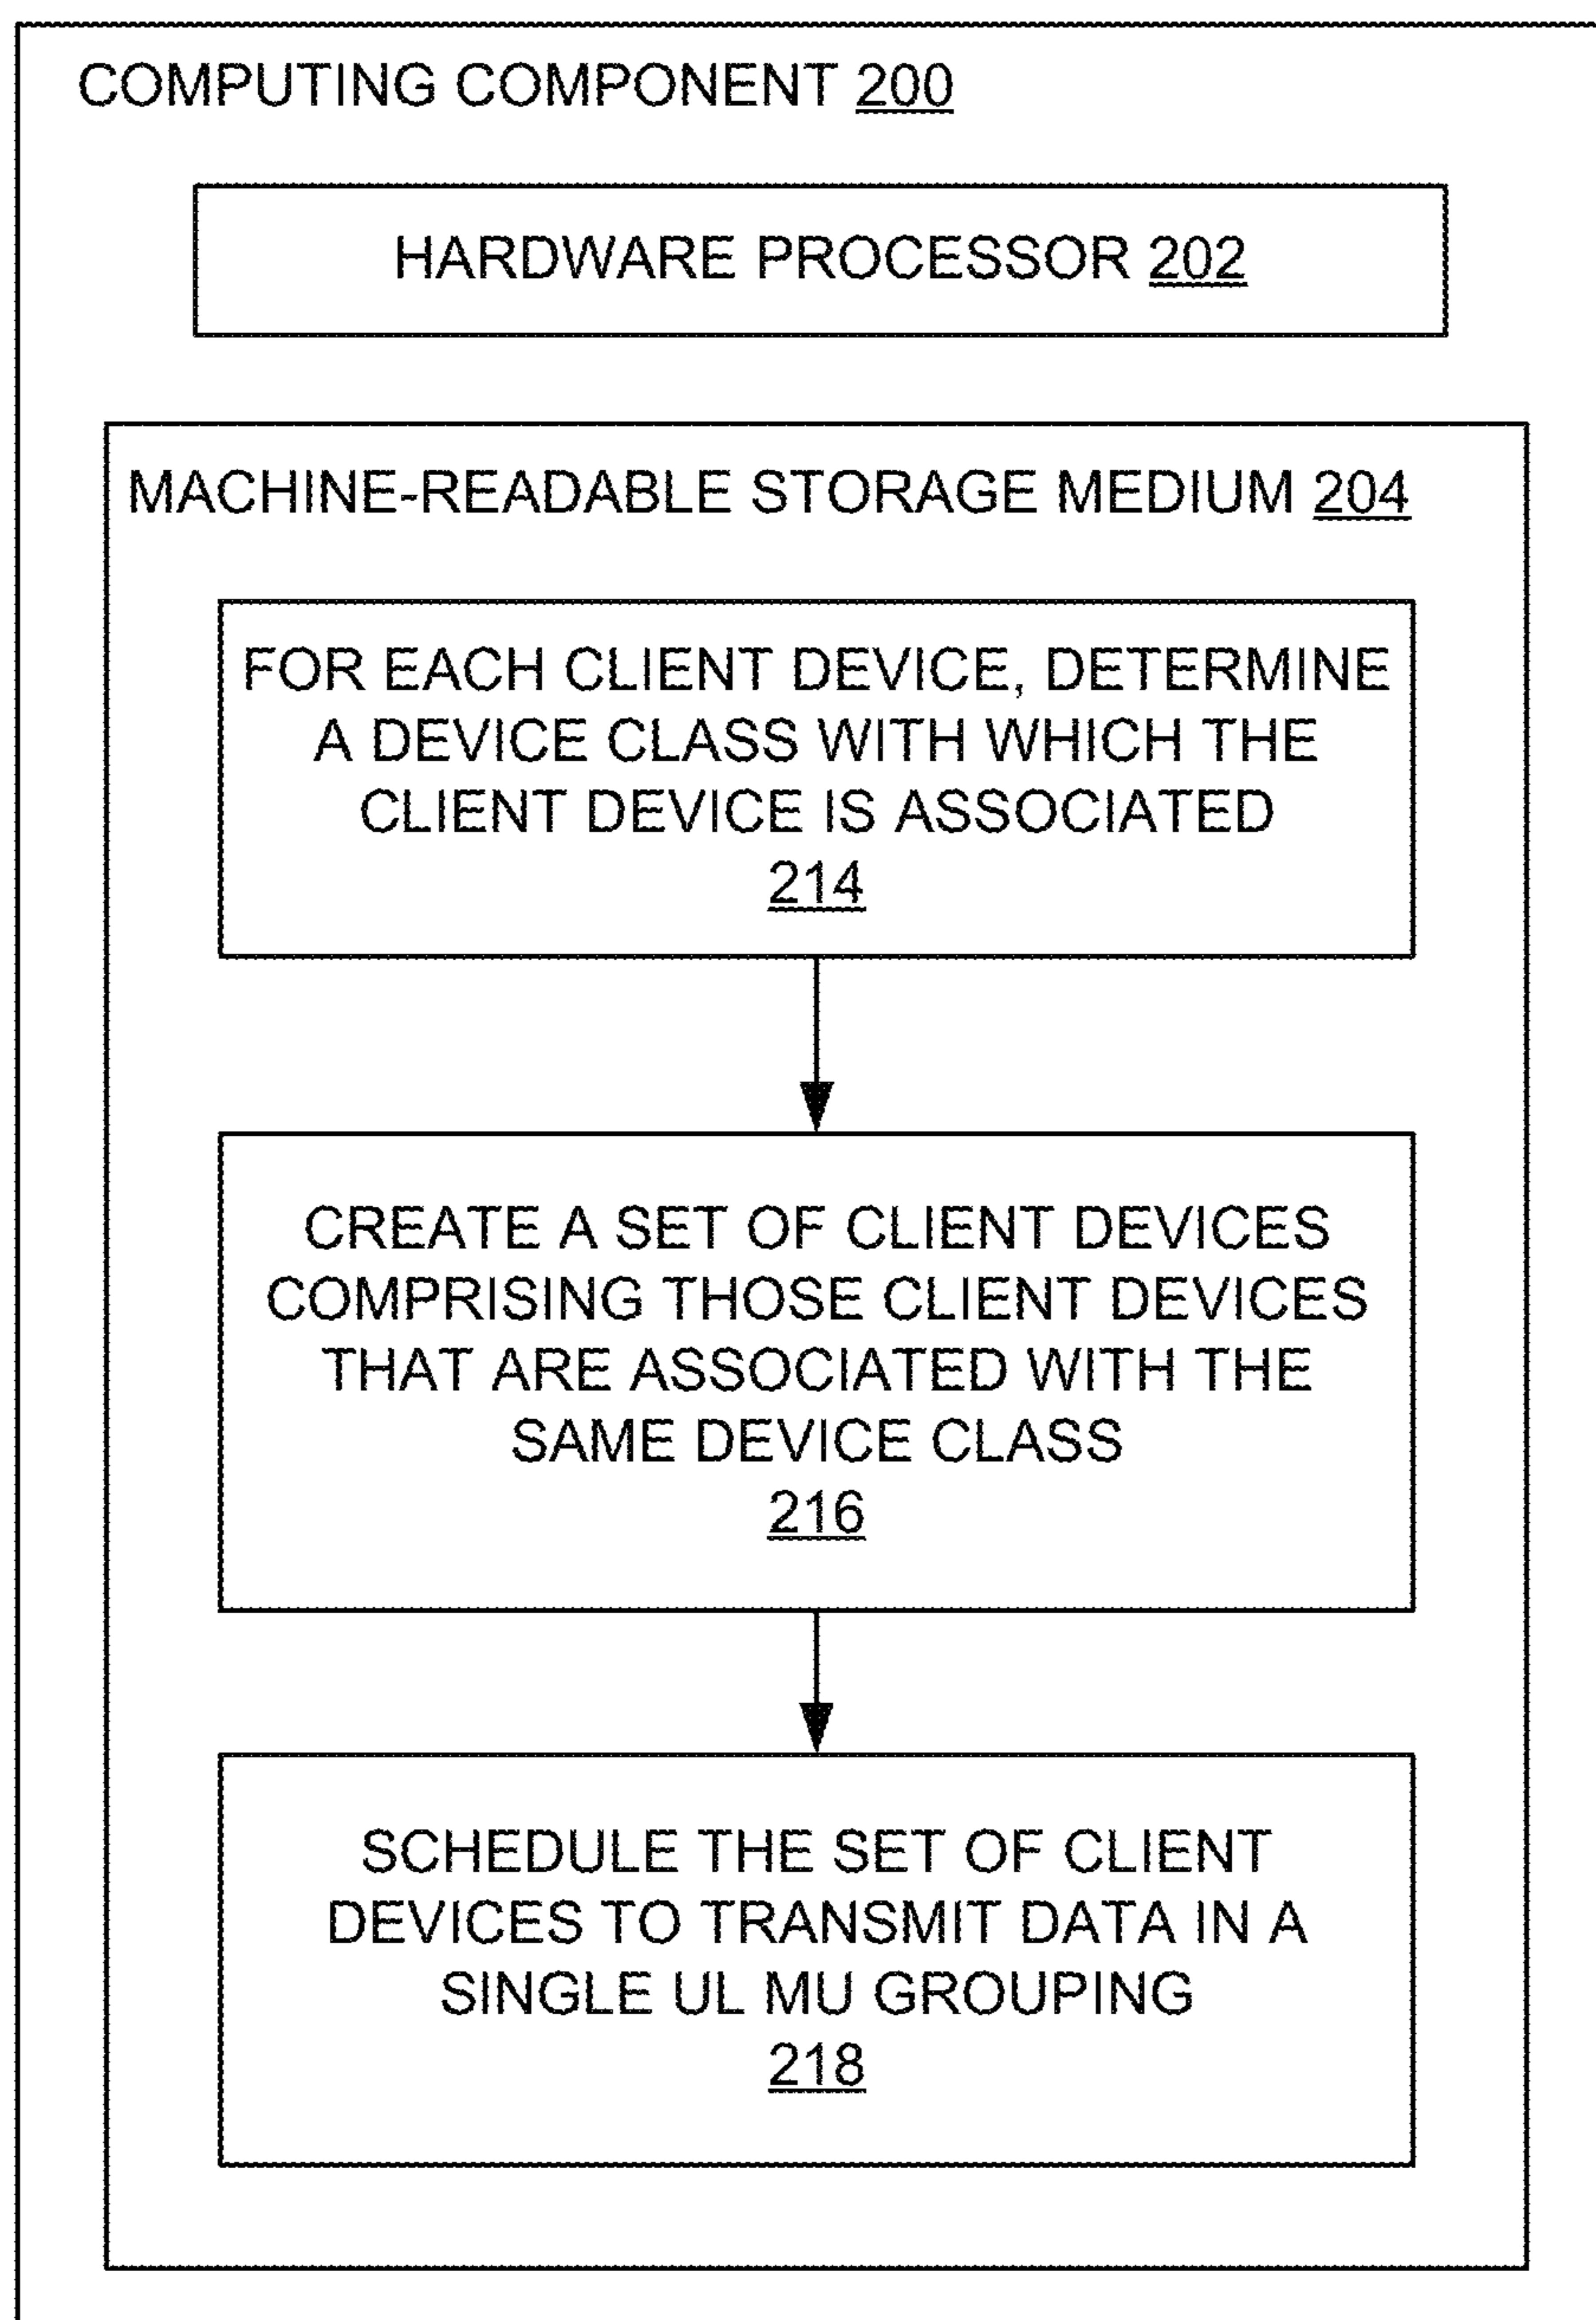 COMPUTING COMPONENT 200
HARDWARE PROCESSOR 202
MACHINE-READABLE STORAGE MEDIUM 204
FOR EACH CLIENT DEVICE, DETERMINE
A DEVICE CLASS WITH WHICH THE
CLIENT DEVICE IS ASSOCIATED
214
CREATE A SET OF CLIENT DEVICES
COMPRISING THOSE CLIENT DEVICES
THAT ARE ASSOCIATED WITH THE
SAME DEVICE CLASS
216
SCHEDULE THE SET OF CLIENT
DEVICES TO TRANSMIT DATA IN A
SINGLE UL MU GROUPING
218